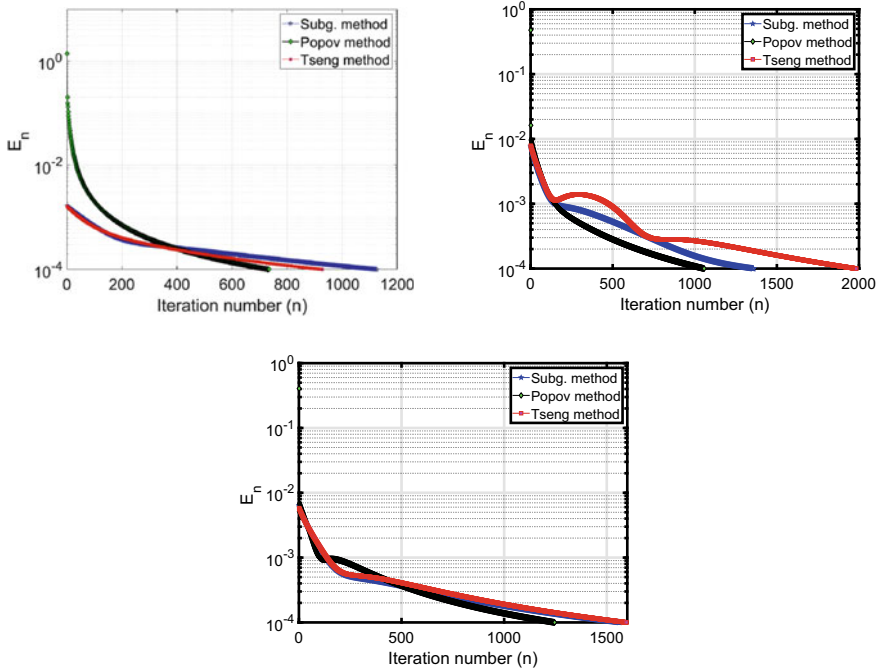 Subg. method
Popov method
Tseng method
10^0
10^-2
10^-4
E_n
0 200 400 600 800 1000 1200
Iteration number (n)
Subg. method
Popov method
Tseng method
10^0
10^-1
10^-2
10^-3
10^-4
E_n
0 500 1000 1500 2000
Iteration number (n)
Subg. method
Popov method
Tseng method
10^0
10^-2
10^-3
10^-4
E_n
0 500 1000 1500
Iteration number (n)